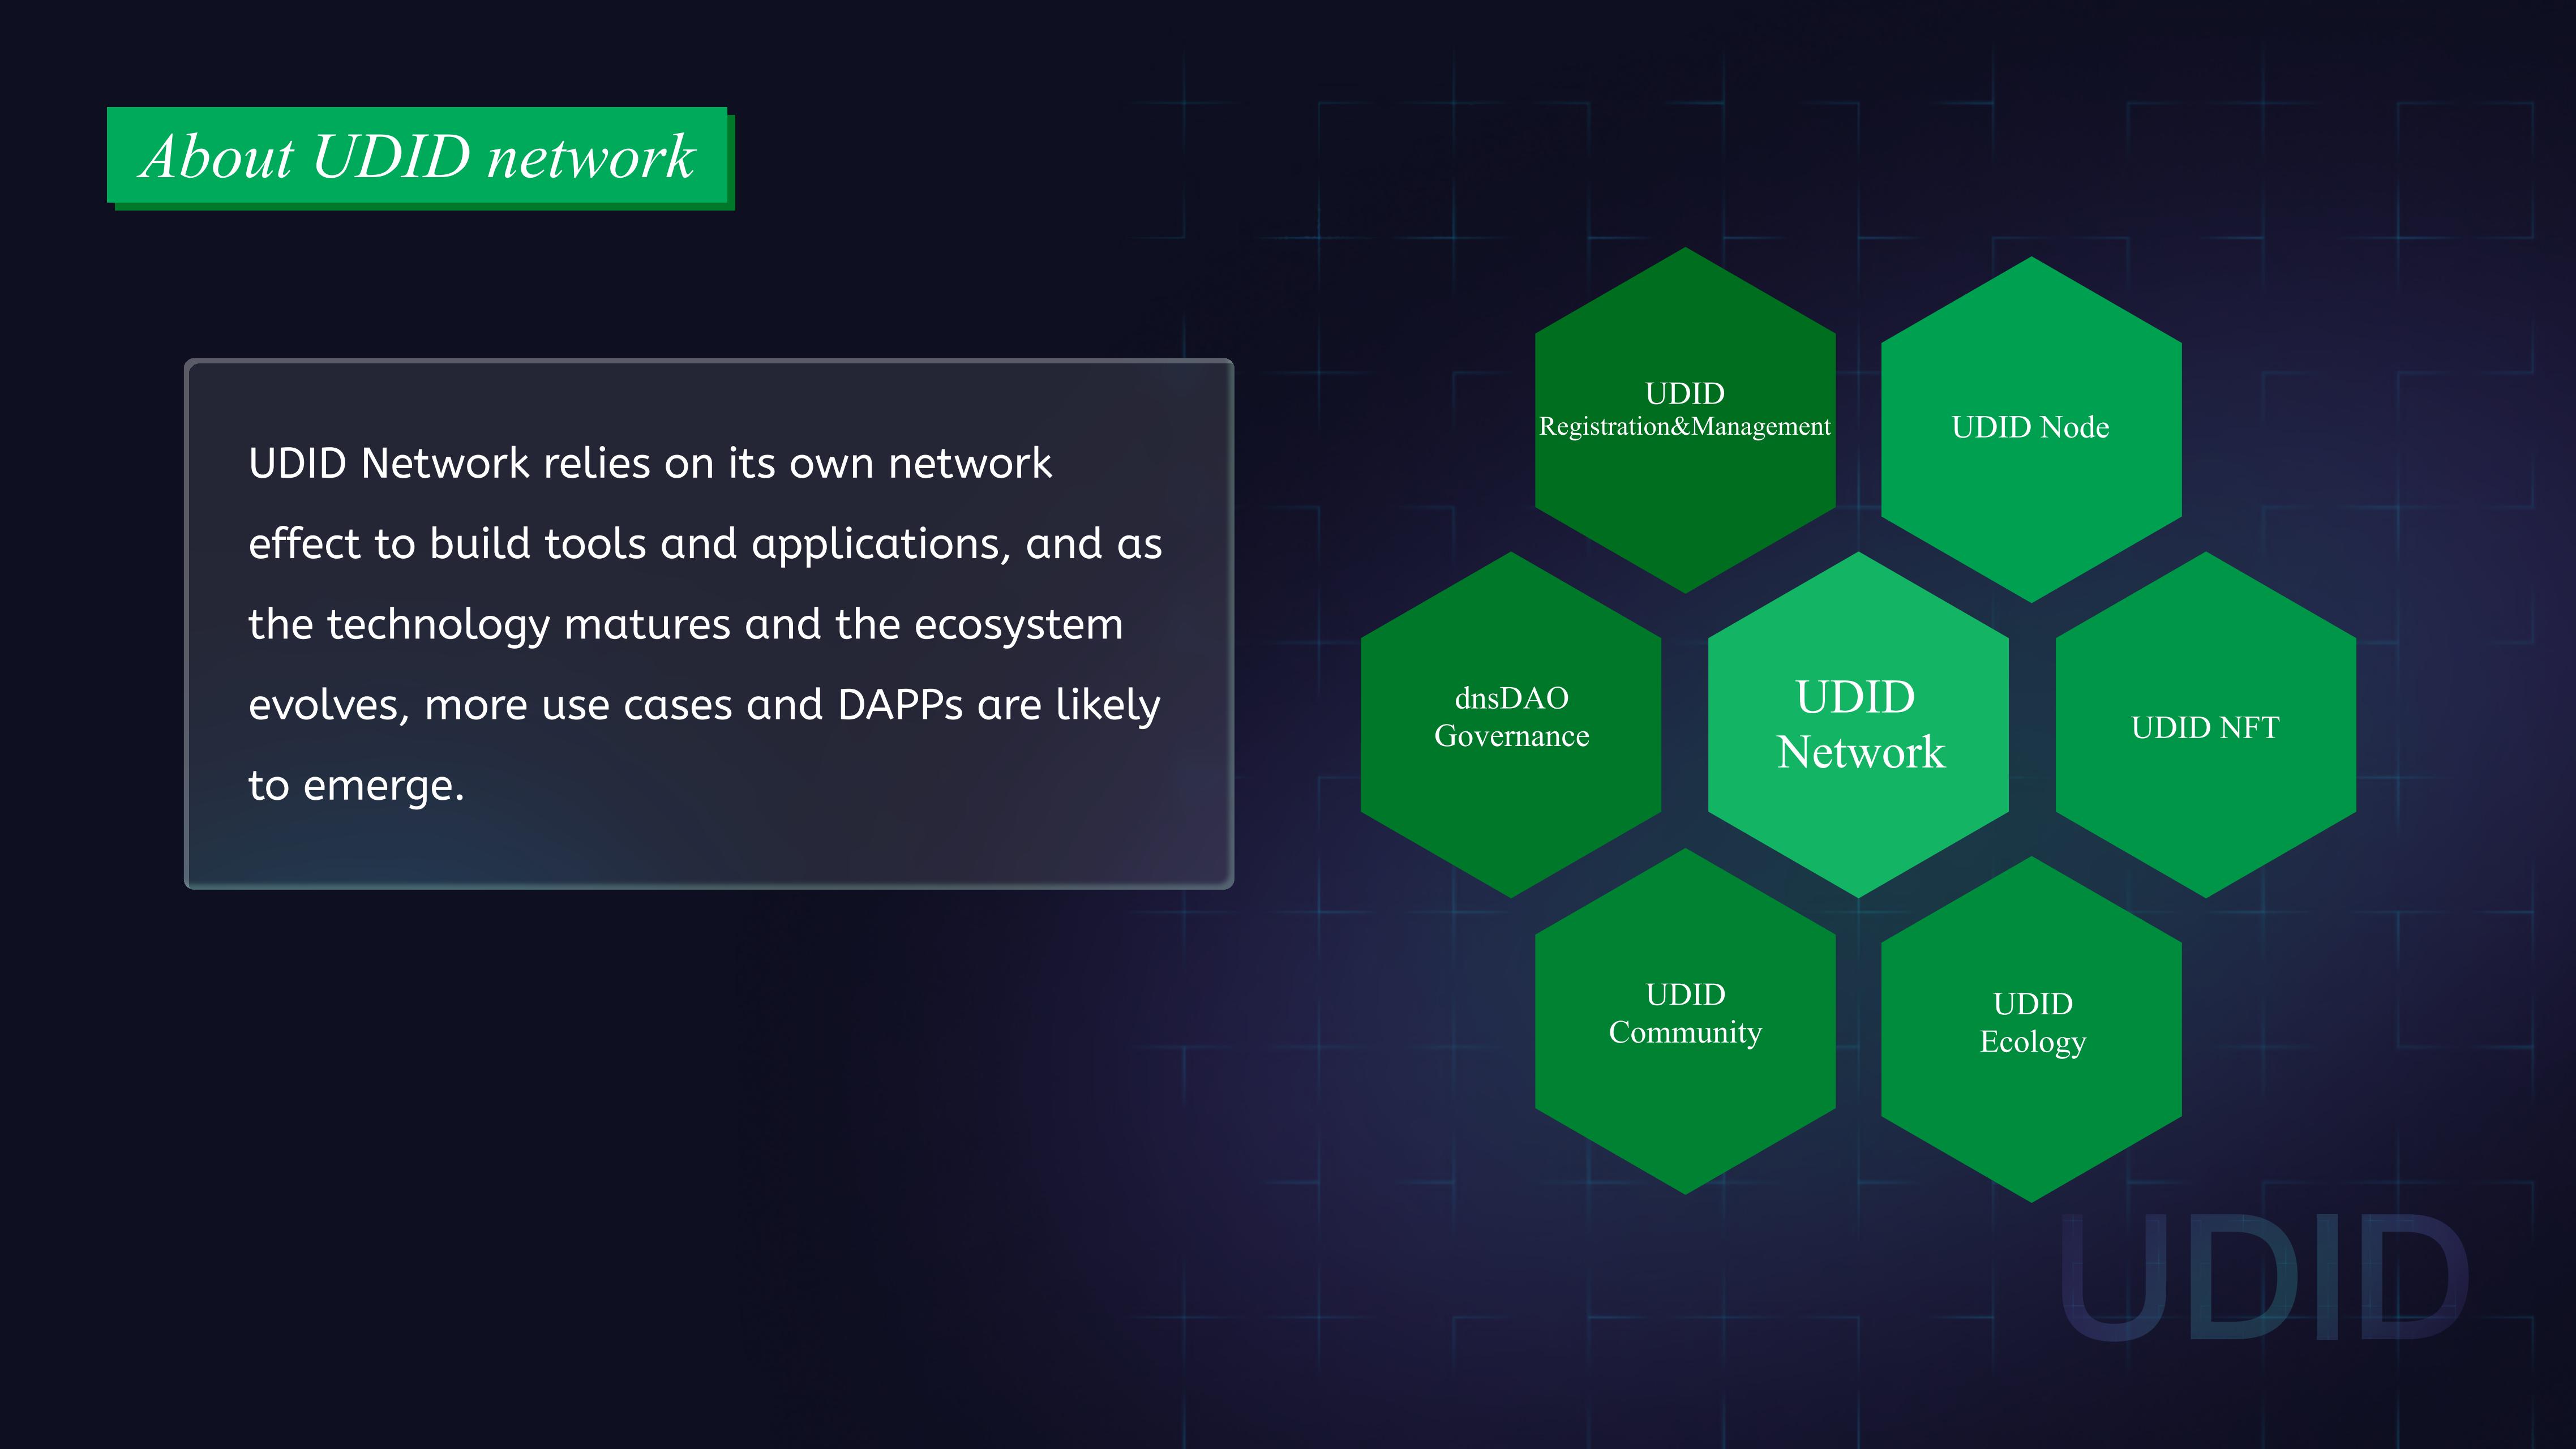 About UDID network
UDID Network relies on its own network
effect to build tools and applications, and as
the technology matures and the ecosystem
evolves, more use cases and DAPPs are likely
to emerge.
UDID
Registration&Management
UDID Node
dnsDAO
Governance
UDID
Network
UDID NFT
UDID
Community
UDID
Ecology
UDID